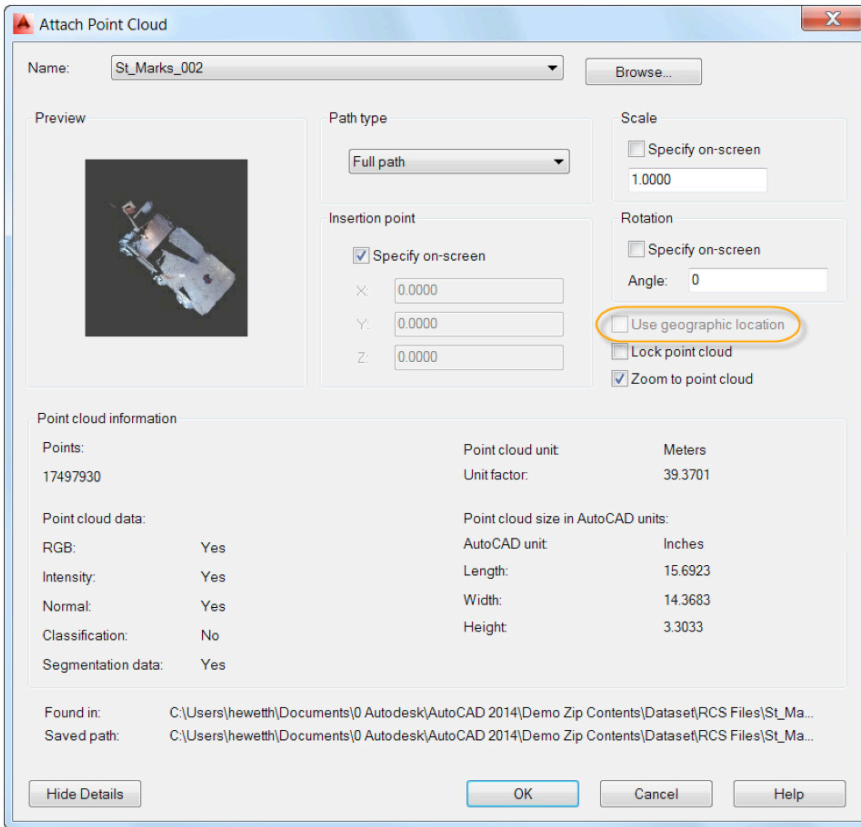 Attach Point Cloud
Name: St_Marks_002 Browse...
Preview
Path type
Full path
Scale
Specify on-screen
1.0000
Insertion point
Specify on-screen
X: 0.0000
Y: 0.0000
Z: 0.0000
Rotation
Specify on-screen
Angle: 0
Use geographic location
Lock point cloud
Zoom to point cloud
Point cloud information
Points:
17497930
Point cloud data:
RGB: Yes
Intensity: Yes
Normal: Yes
Classification: No
Segmentation data: Yes
Point cloud unit: Meters
Unit factor: 39.3701
Point cloud size in AutoCAD units:
AutoCAD unit: Inches
Length: 15.6923
Width: 14.3683
Height: 3.3033
Found in: C:\Users\hewetth\Documents\0 Autodesk\AutoCAD 2014\Demo Zip Contents\Dataset\RCS Files\St_Ma...
Saved path: C:\Users\hewetth\Documents\0 Autodesk\AutoCAD 2014\Demo Zip Contents\Dataset\RCS Files\St_Ma...
Hide Details OK Cancel Help